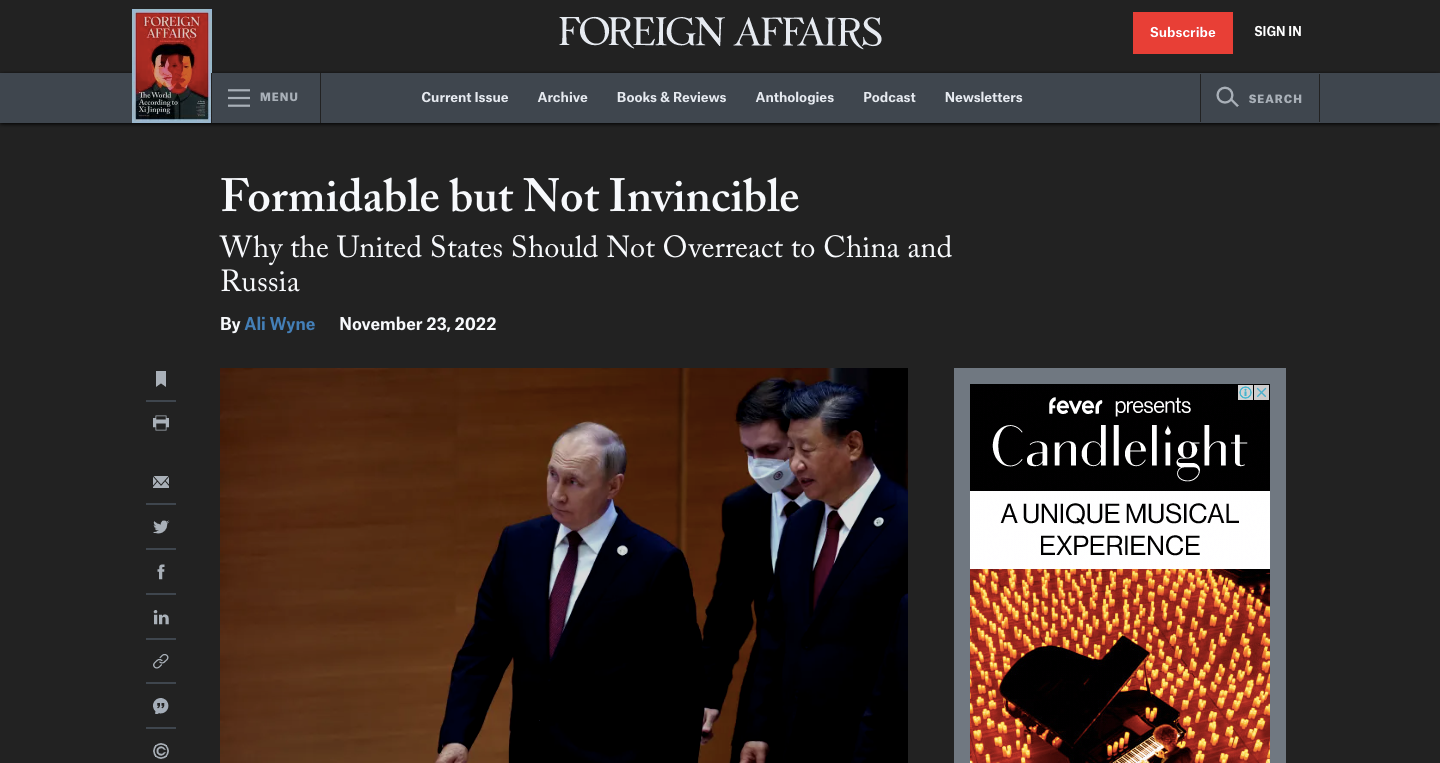 FOREIGN
AFFAIRS
The World
According to
Xi Jinping
FOREIGN AFFAIRS
Subscribe
SIGN IN
MENU
Current Issue
Archive
Books & Reviews
Anthologies
Podcast
Newsletters
SEARCH
Formidable but Not Invincible
Why the United States Should Not Overreact to China and
Russia
By Ali Wyne November 23, 2022
fever presents
Candlelight
A UNIQUE MUSICAL
EXPERIENCE